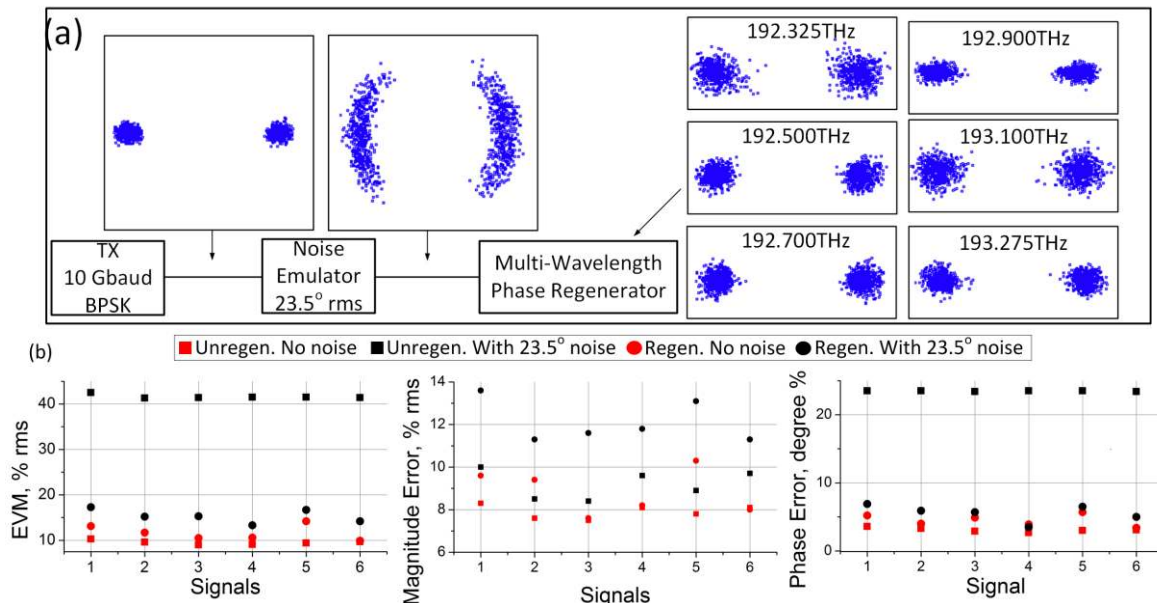 (a)
192.325THz
192.900THz
192.500THz
193.100THz
192.700THz
193.275THz
TX
10 Gbaud
BPSK
Noise
Emulator
23.5° rms
Multi-Wavelength
Phase Regenerator
(b)
Unregen. No noise Unregen. With 23.5° noise Regen. No noise Regen. With 23.5° noise
EVM, % rms
40
30
20
10
1 2 3 4 5 6
Signals
Magnitude Error, % rms
14
12
10
8
6
1 2 3 4 5 6
Signals
Phase Error, degree %
20
10
0
1 2 3 4 5 6
Signal